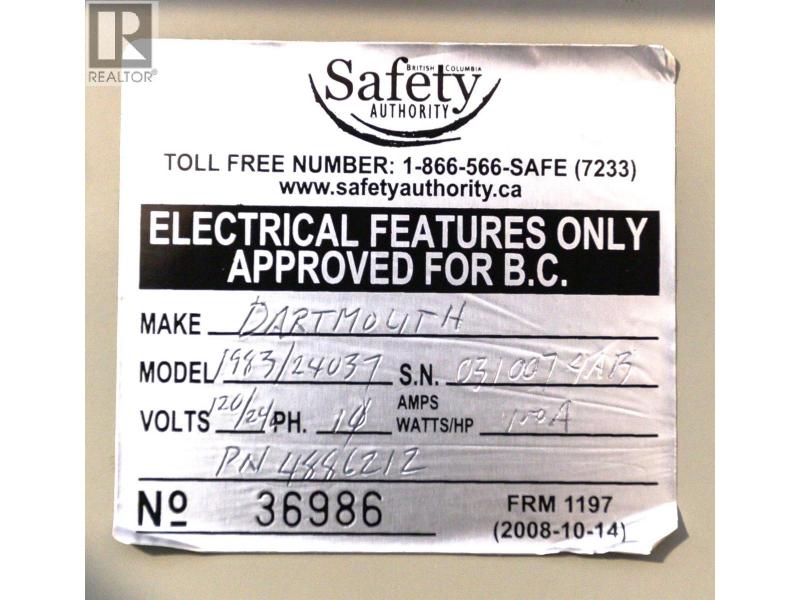 REALTOR®
BRITISH COLUMBIA
Safety
AUTHORITY
TOLL FREE NUMBER: 1-866-566-SAFE (7233)
www.safetyauthority.ca
ELECTRICAL FEATURES ONLY
APPROVED FOR B.C.
MAKE DARTMOUTH
MODEL 1983/24037 S.N.
VOLTS 120/240 PH. 1φ AMPS WATTS/HP 100A
PN 4886212
Nº 36986 FRM 1197
(2008-10-14)